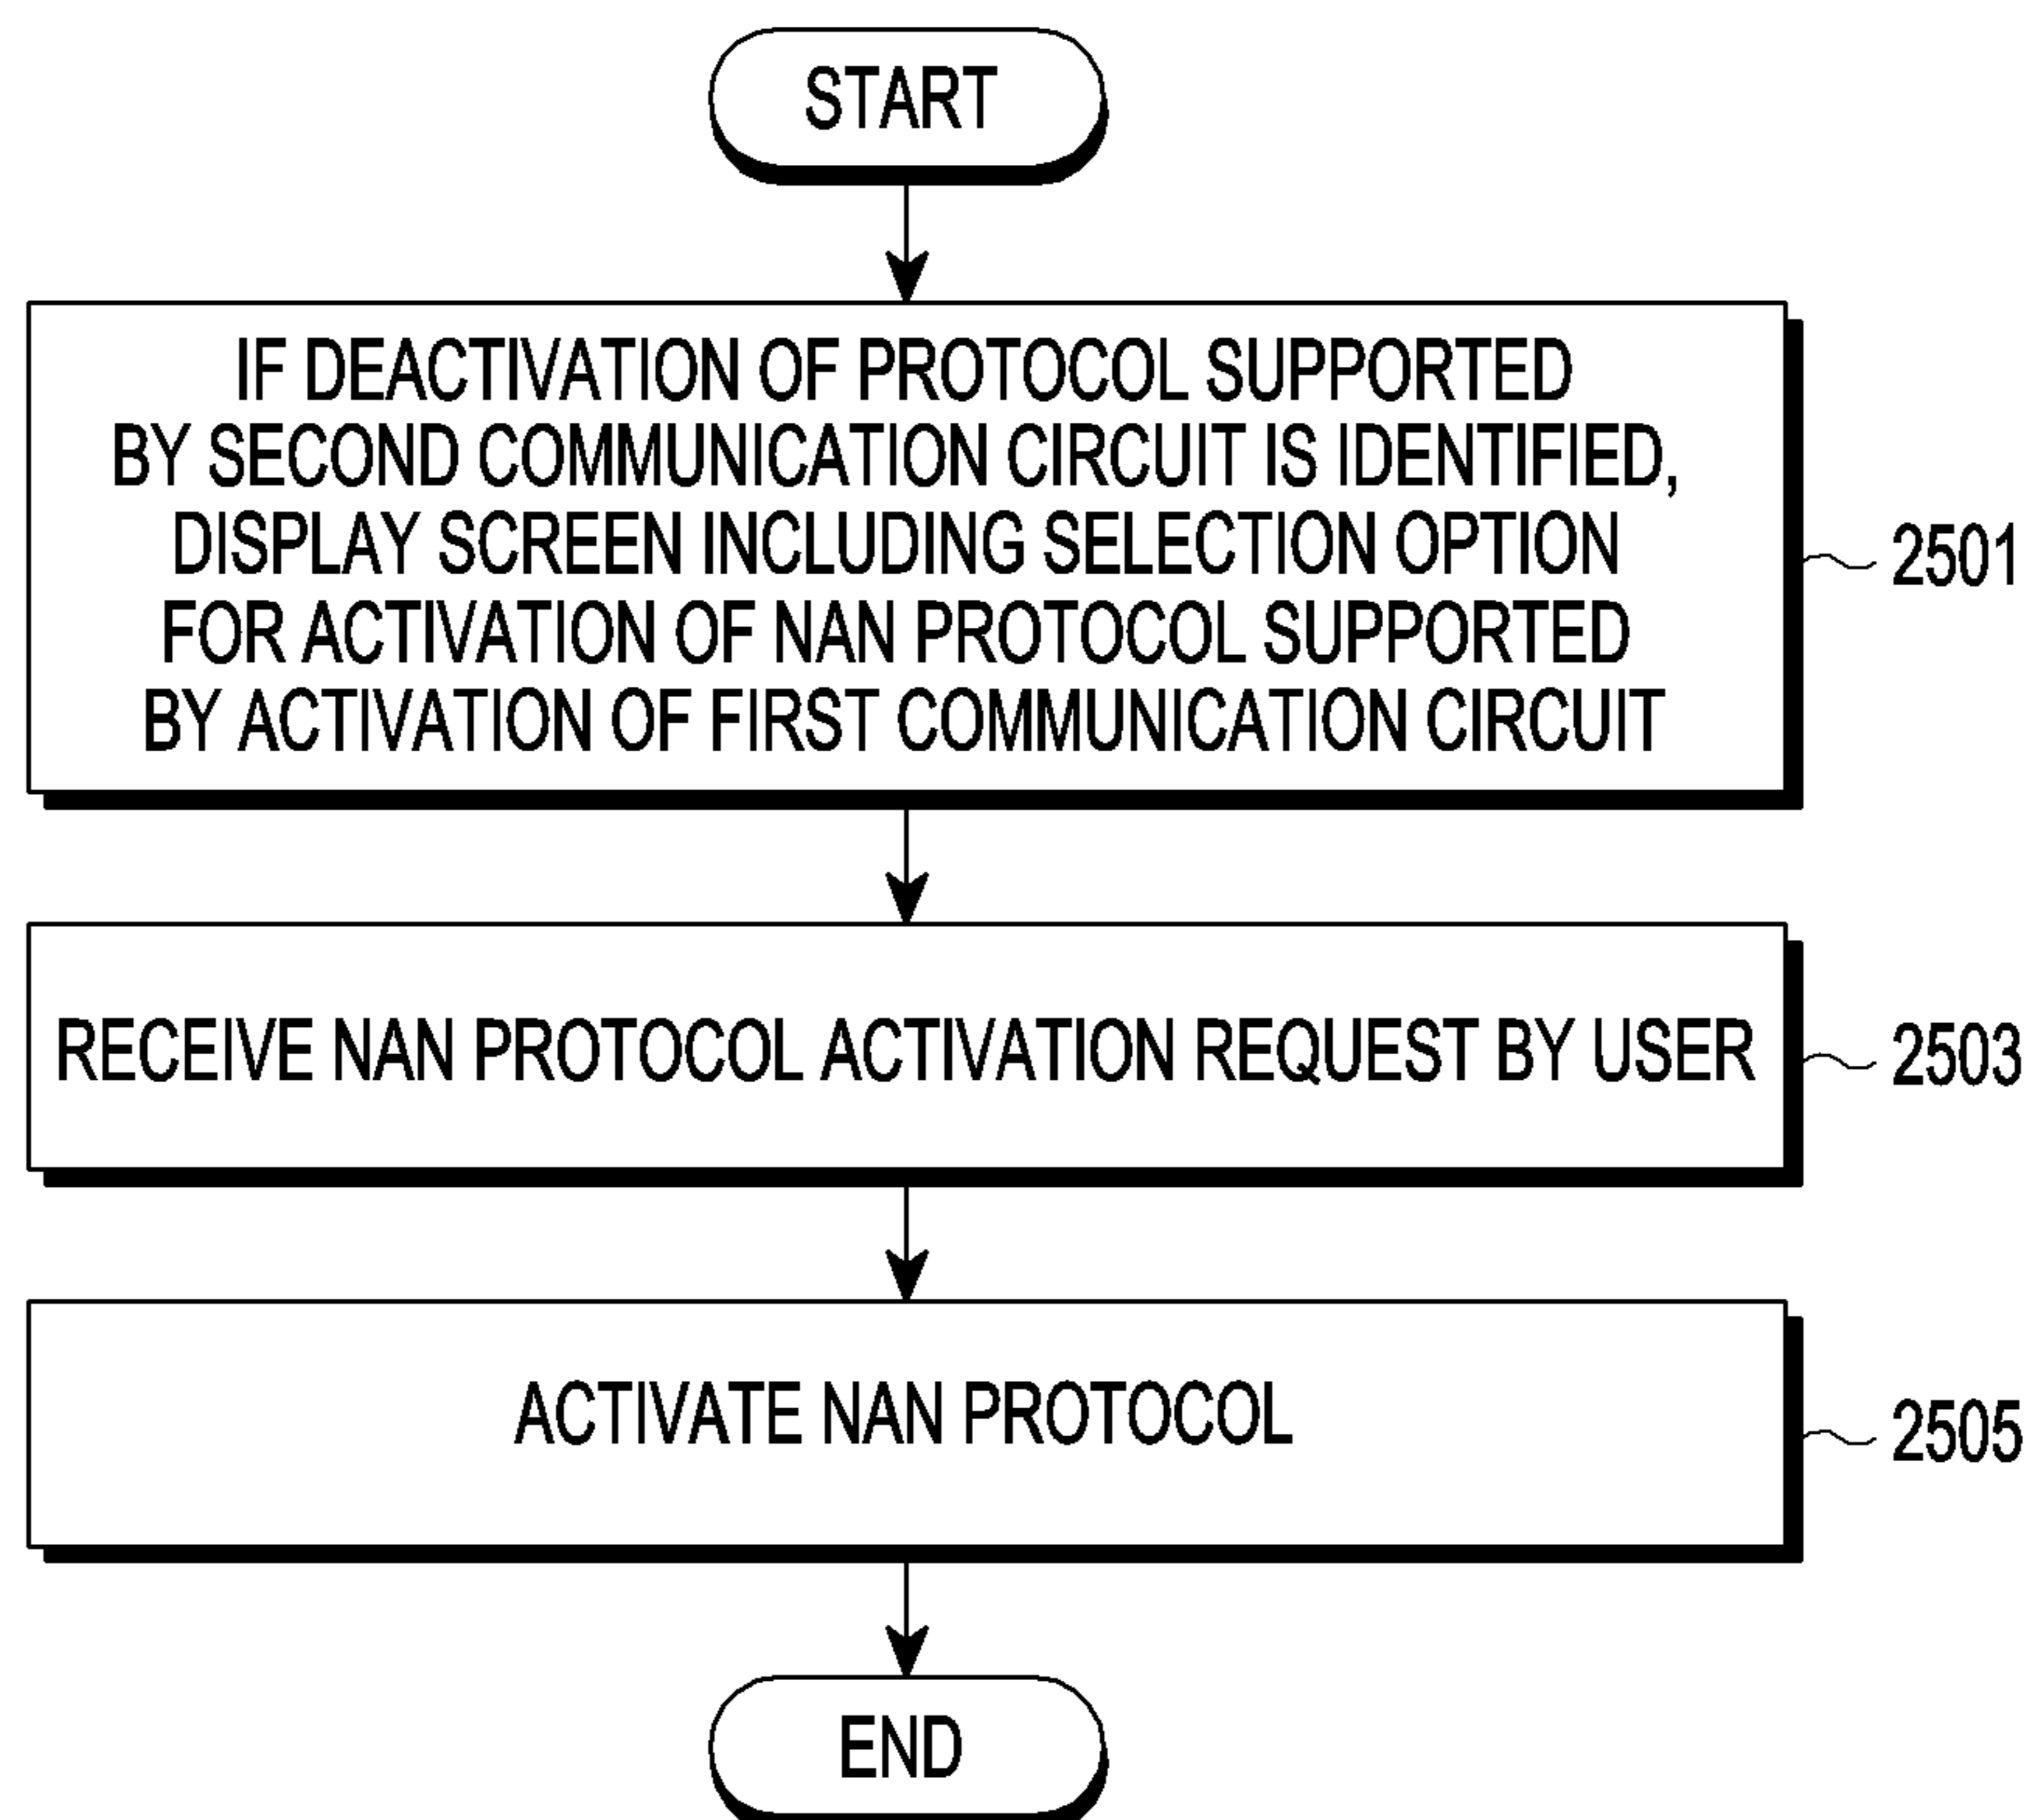 START
IF DEACTIVATION OF PROTOCOL SUPPORTED
BY SECOND COMMUNICATION CIRCUIT IS IDENTIFIED,
DISPLAY SCREEN INCLUDING SELECTION OPTION
FOR ACTIVATION OF NAN PROTOCOL SUPPORTED
BY ACTIVATION OF FIRST COMMUNICATION CIRCUIT
2501
RECEIVE NAN PROTOCOL ACTIVATION REQUEST BY USER
2503
ACTIVATE NAN PROTOCOL
2505
END